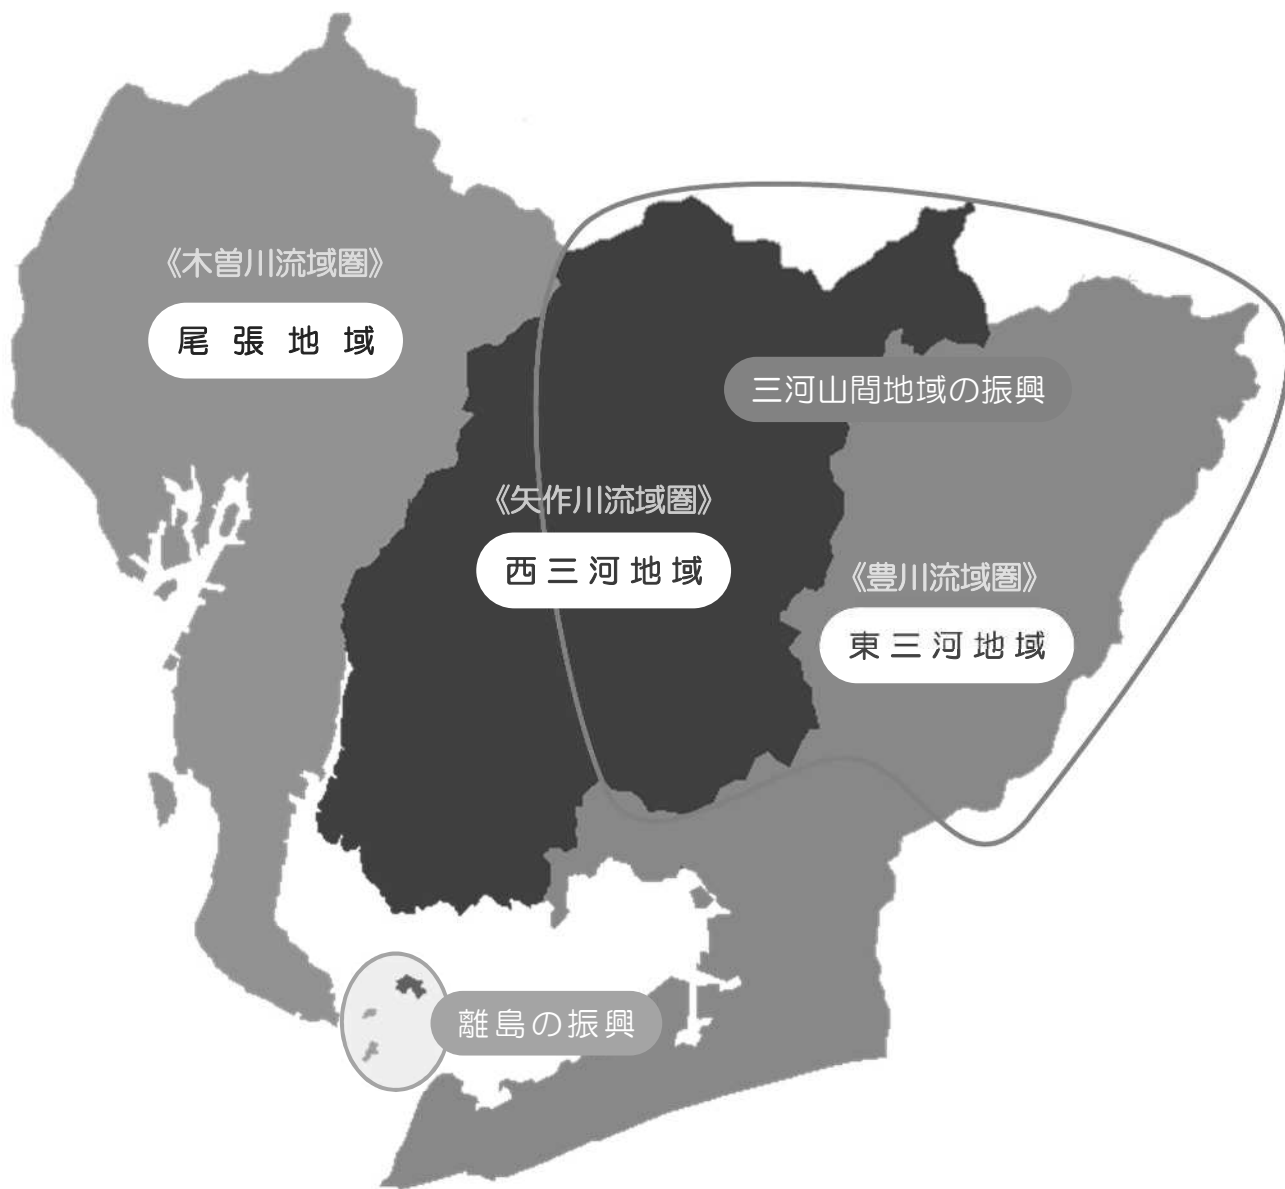 《木曽川流域圏》
尾張地域
三河山間地域の振興
《矢作川流域圏》
西三河地域
《豊川流域圏》
東三河地域
離島の振興